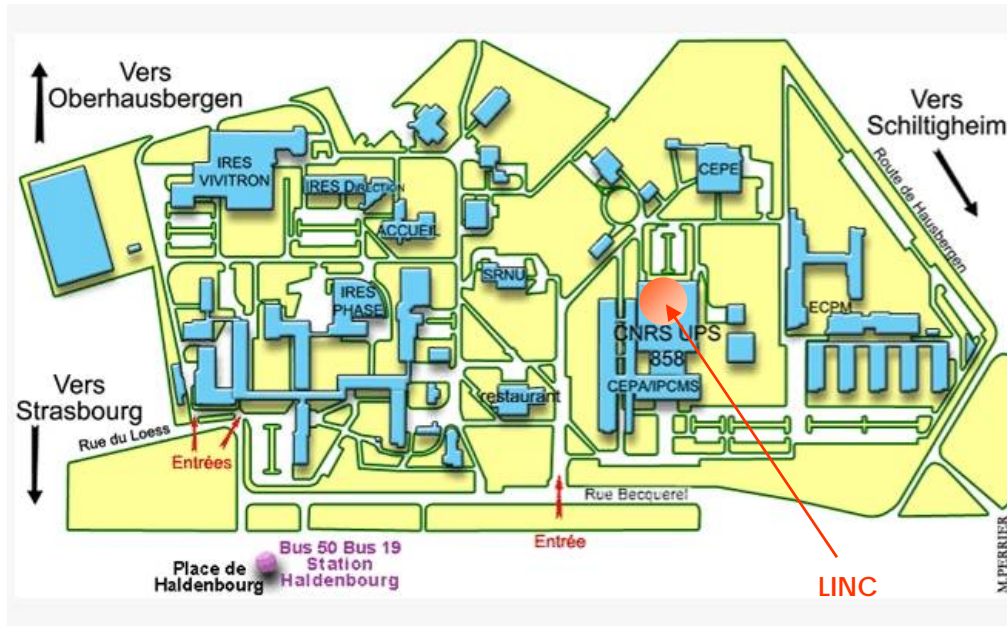 Vers
Oberhausbergen
Vers
Schiltigheim
Route de Hausbergen
IRES
VIVITRON
IRES DIRECTION
ACCUEIL
CEPE
SRNU
IRES
PHASE
ECPM
CNRS UPS
858
CEPA/IPCMS
restaurant
Vers
Strasbourg
Rue du Loess
Entrées
Rue Becquerel
Entrée
Bus 50 Bus 19
Station
Haldenbourg
Place de
Haldenbourg
LINC
M.PERRIER